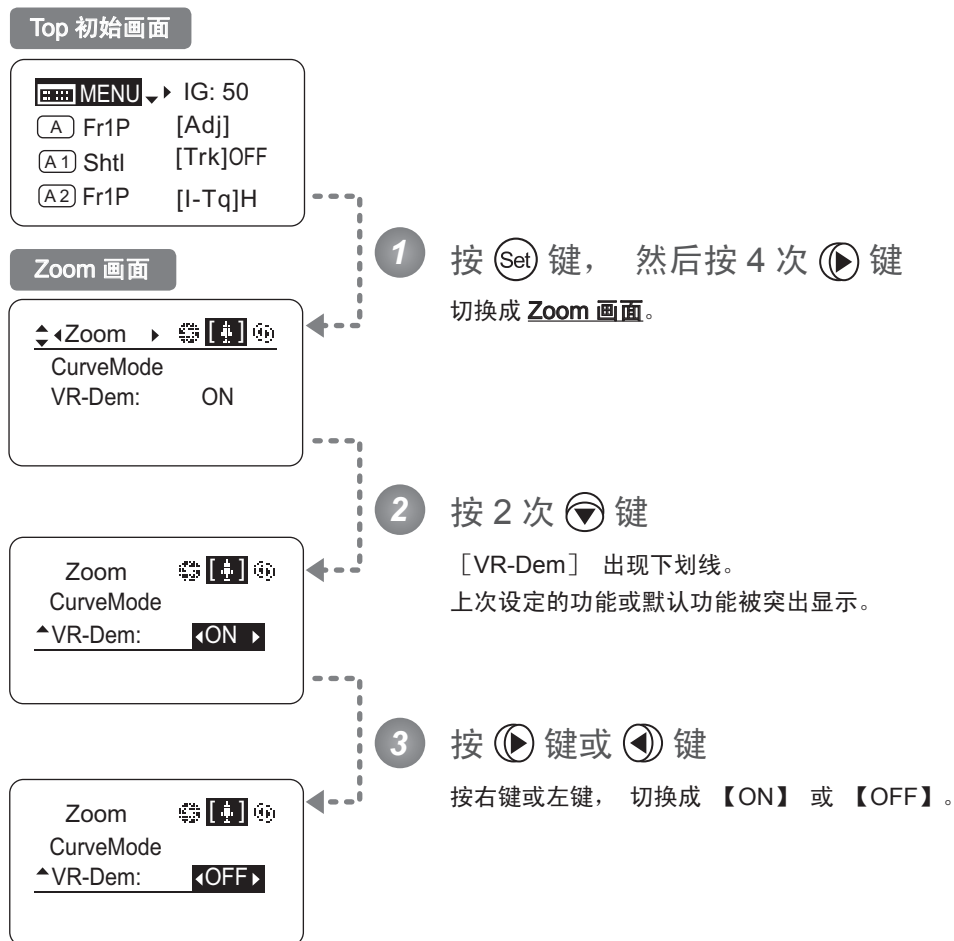 Top 初始画面
MENU IG: 50
A Fr1P [Adj]
A1 Shtl [Trk]OFF
A2 Fr1P [I-Tq]H
1 按 Set 键， 然后按 4 次 键
切换成 Zoom 画面。
Zoom 画面
Zoom
CurveMode
VR-Dem: ON
2 按 2 次 键
［VR-Dem］ 出现下划线。
上次设定的功能或默认功能被突出显示。
Zoom
CurveMode
VR-Dem: ON
3 按 键或 键
按右键或左键， 切换成 【ON】 或 【OFF】。
Zoom
CurveMode
VR-Dem: OFF